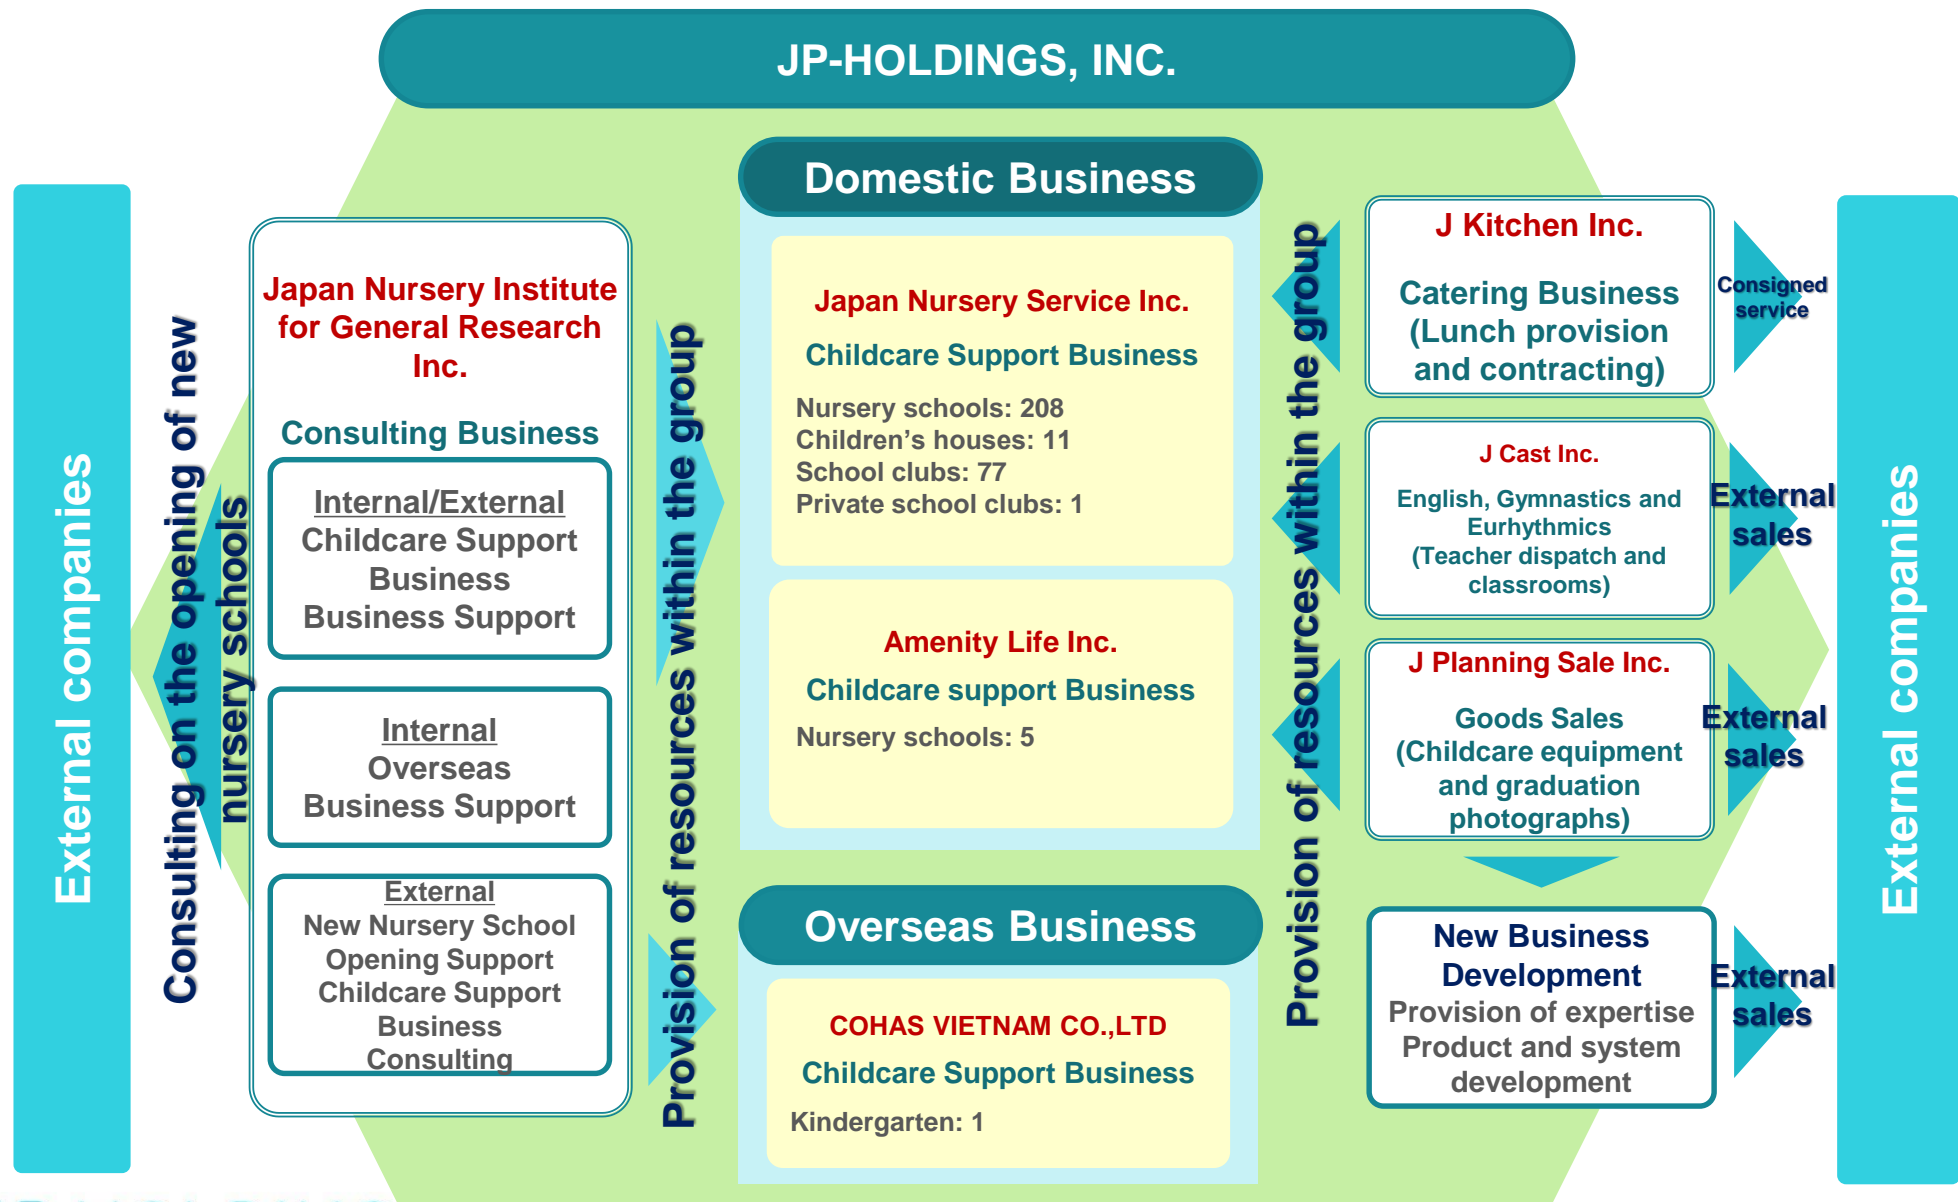 JP-HOLDINGS, INC.
External companies
Consulting on the opening of new
nursery schools
Japan Nursery Institute
for General Research
Inc.
Consulting Business
Internal/External
Childcare Support
Business
Business Support
Internal
Overseas
Business Support
External
New Nursery School
Opening Support
Childcare Support
Business
Consulting
Provision of resources within the group
Domestic Business
Japan Nursery Service Inc.
Childcare Support Business
Nursery schools: 208
Children’s houses: 11
School clubs: 77
Private school clubs: 1
Amenity Life Inc.
Childcare support Business
Nursery schools: 5
Overseas Business
COHAS VIETNAM CO.,LTD
Childcare Support Business
Kindergarten: 1
Provision of resources within the group
J Kitchen Inc.
Catering Business
(Lunch provision
and contracting)
Consigned
service
J Cast Inc.
English, Gymnastics and
Eurhythmics
(Teacher dispatch and
classrooms)
External
sales
J Planning Sale Inc.
Goods Sales
(Childcare equipment
and graduation
photographs)
External
sales
New Business
Development
Provision of expertise
Product and system
development
External
sales
External companies